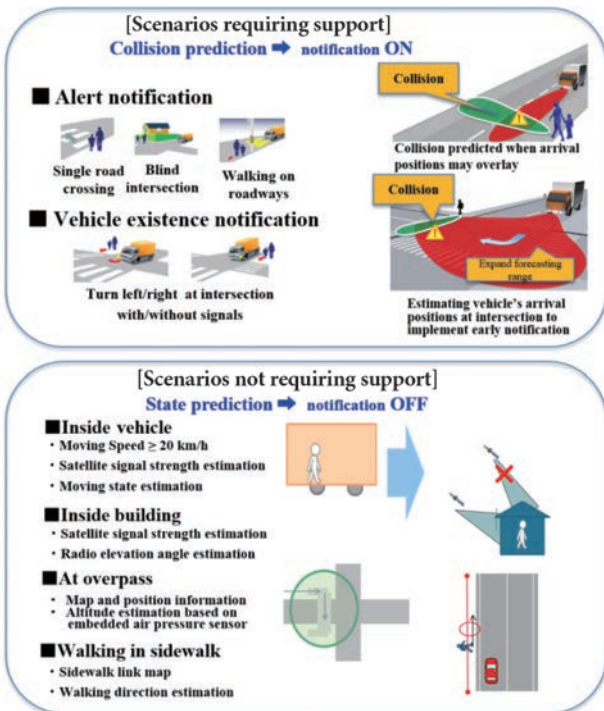 [Scenarios requiring support]
Collision prediction ➡ notification ON
■ Alert notification
Single road
crossing
Blind
intersection
Walking on
roadways
Collision
Collision predicted when arrival
positions may overlay
■ Vehicle existence notification
Turn left/right at intersection
with/without signals
Collision
Expand forecasting
range
Estimating vehicle's arrival
positions at intersection to
implement early notification
[Scenarios not requiring support]
State prediction ➡ notification OFF
■Inside vehicle
・Moving Speed ≥ 20 km/h
・Satellite signal strength estimation
・Moving state estimation
■Inside building
・Satellite signal strength estimation
・Radio elevation angle estimation
■At overpass
・Map and position information
・Altitude estimation based on
embedded air pressure sensor
■Walking in sidewalk
・Sidewalk link map
・Walking direction estimation